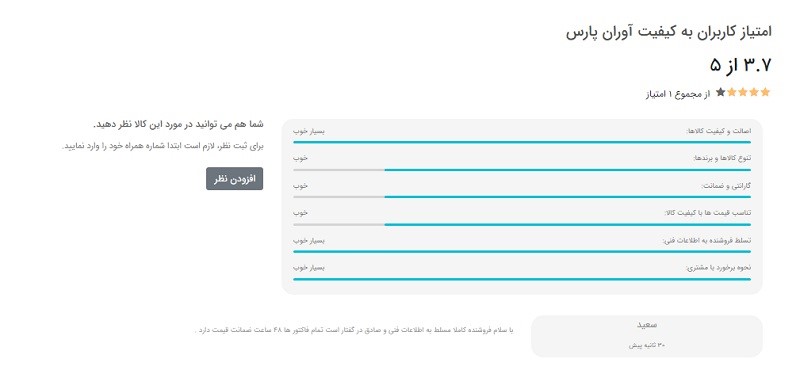 امتیاز کاربران به کیفیت آوران پارس
۳.۷ از ۵
از مجموع ۱ امتیاز
اصالت و کیفیت کالاها: بسیار خوب
تنوع کالاها و برندها: خوب
گارانتی و ضمانت: خوب
تناسب قیمت ها با کیفیت کالا: خوب
تسلط فروشنده به اطلاعات فنی: بسیار خوب
نحوه برخورد با مشتری: بسیار خوب
شما هم می توانید در مورد این کالا نظر دهید.
برای ثبت نظر، لازم است ابتدا شماره همراه خود را وارد نمایید.
افزودن نظر
سعید
۳۰ ثانیه پیش
با سلام فروشنده کاملا مسلط به اطلاعات فنی و صادق در گفتار است تمام فاکتور ها ۴۸ ساعت ضمانت قیمت دارد .